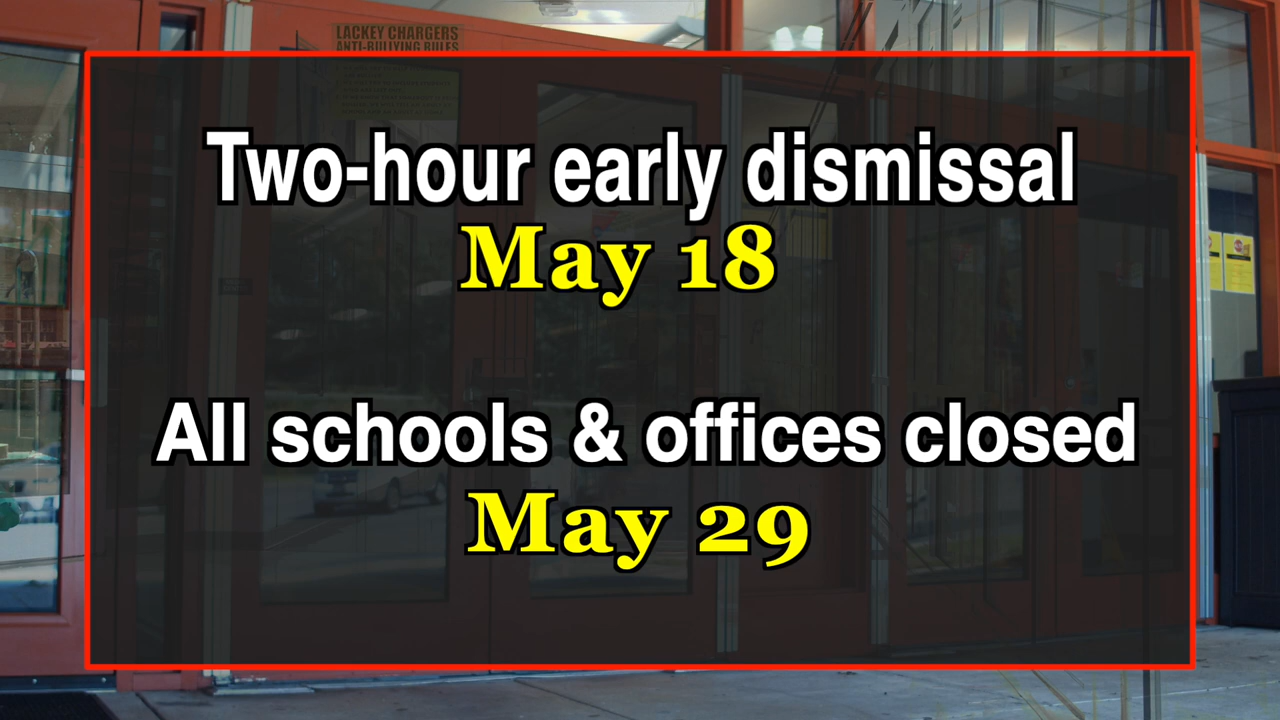 LACKEY CHARGERS
ANTI-BULLYING RULES
Two-hour early dismissal
May 18
All schools & offices closed
May 29